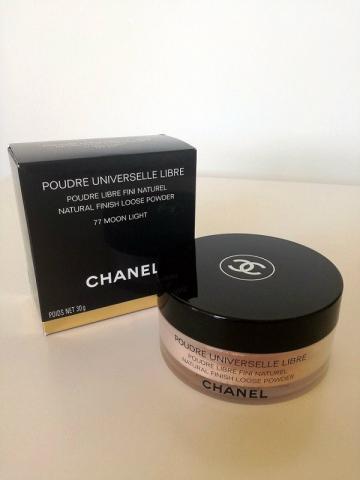 POUDRE UNIVERSELLE LIBRE
POUDRE LIBRE FINI NATUREL
NATURAL FINISH LOOSE POWDER
77 MOON LIGHT
CHANEL
POIDS NET 30g
POUDRE UNIVERSELLE LIBRE
POUDRE LIBRE FINI NATUREL
NATURAL FINISH LOOSE POWDER
CHANEL